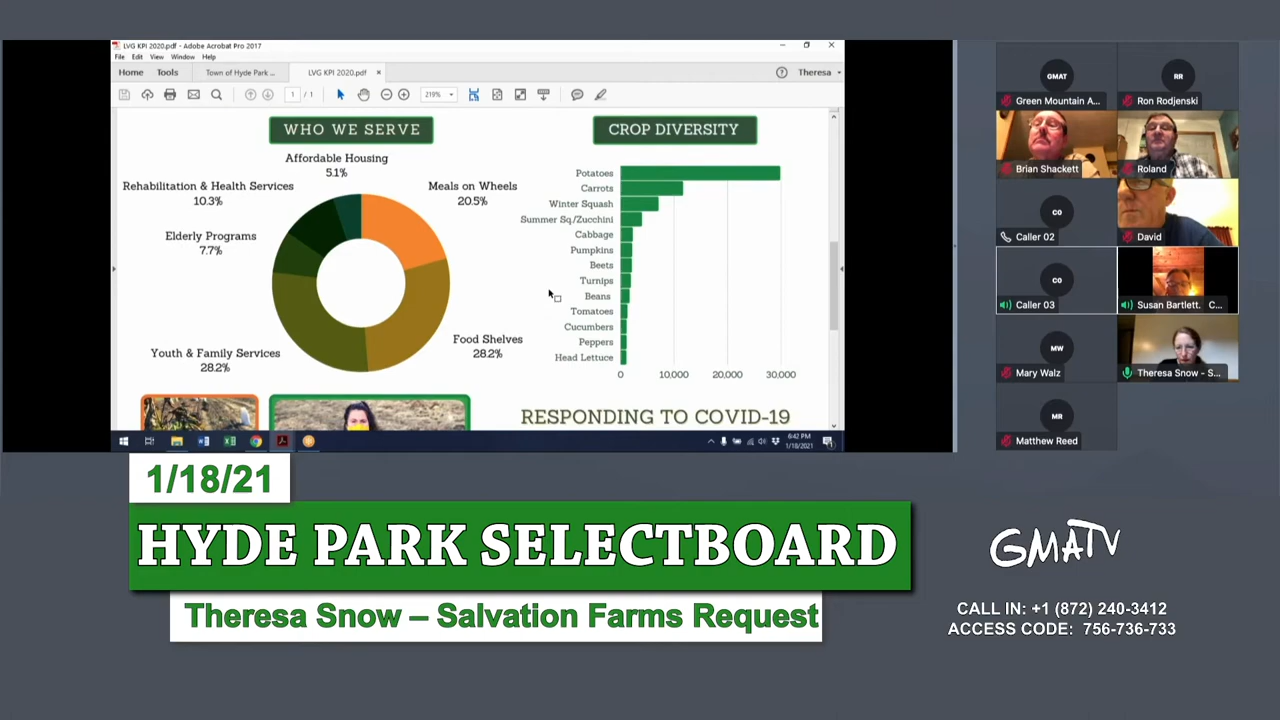 LVG KPI 2020.pdf - Adobe Acrobat Pro 2017
File Edit View Window Help
Home Tools Town of Hyde Park ... LVG KPI 2020.pdf × Theresa
1 / 1 219%
WHO WE SERVE
Affordable Housing
5.1%
Rehabilitation & Health Services
10.3%
Meals on Wheels
20.5%
Elderly Programs
7.7%
Youth & Family Services
28.2%
Food Shelves
28.2%
CROP DIVERSITY
Potatoes
Carrots
Winter Squash
Summer Sq./Zucchini
Cabbage
Pumpkins
Beets
Turnips
Beans
Tomatoes
Cucumbers
Peppers
Head Lettuce
0 10,000 20,000 30,000
RESPONDING TO COVID-19
6:42 PM
1/18/2021
GMAT
Green Mountain A...
RR
Ron Rodjenski
Brian Shackett
Roland
CO
Caller 02
David
CO
Caller 03
Susan Bartlett. C...
MW
Mary Walz
Theresa Snow - S...
MR
Matthew Reed
1/18/21
HYDE PARK SELECTBOARD
Theresa Snow – Salvation Farms Request
GMATV
CALL IN: +1 (872) 240-3412
ACCESS CODE: 756-736-733